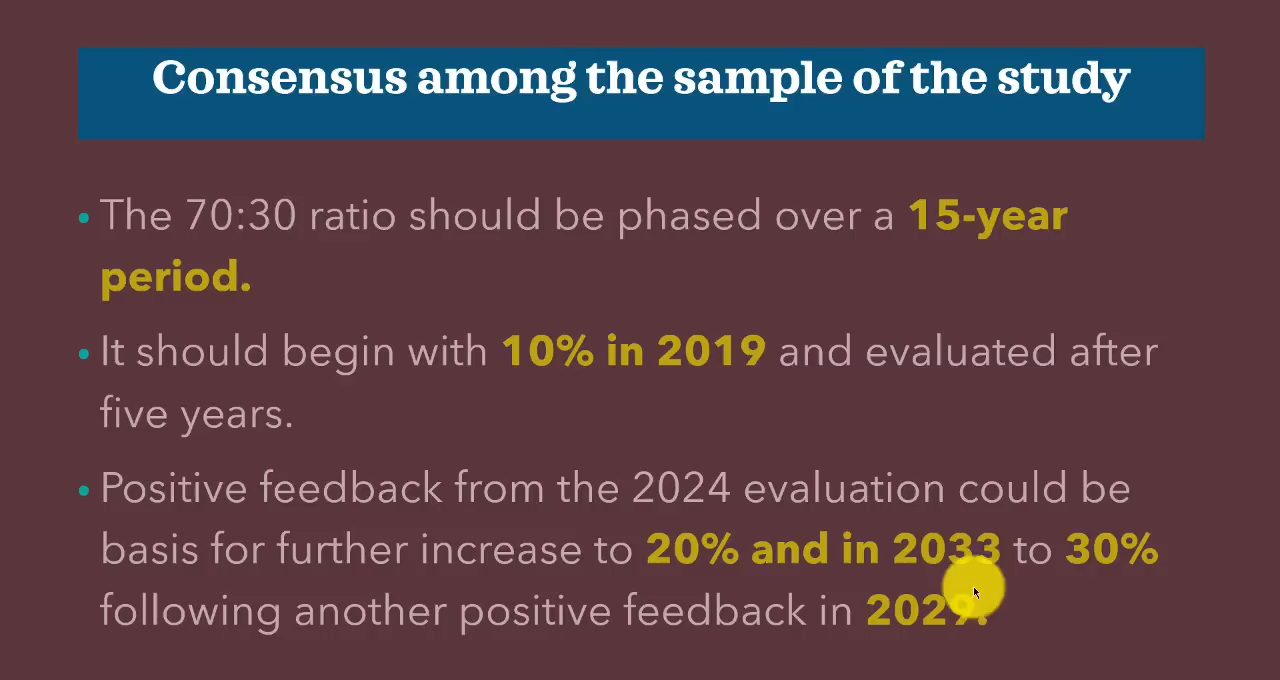 Consensus among the sample of the study
• The 70:30 ratio should be phased over a 15-year
period.
• It should begin with 10% in 2019 and evaluated after
five years.
• Positive feedback from the 2024 evaluation could be
basis for further increase to 20% and in 2033 to 30%
following another positive feedback in 2029.